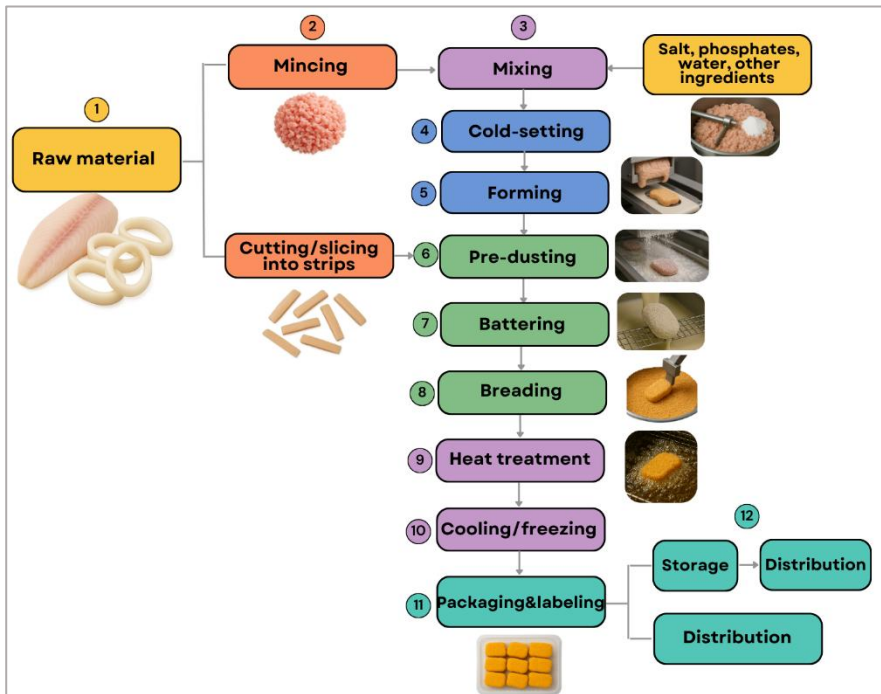 1
Raw material
2
Mincing
Cutting/slicing
into strips
3
Mixing
Salt, phosphates,
water, other
ingredients
4
Cold-setting
5
Forming
6
Pre-dusting
7
Battering
8
Breading
9
Heat treatment
10
Cooling/freezing
11
Packaging&labeling
12
Storage
Distribution
Distribution